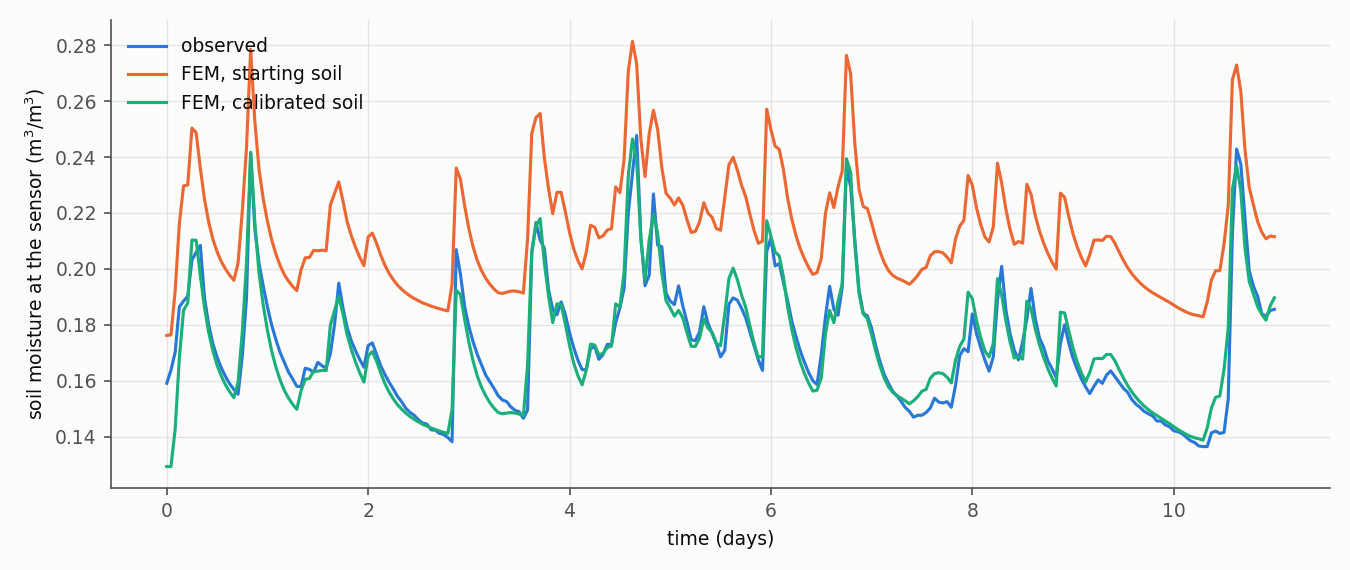 observed
FEM, starting soil
FEM, calibrated soil
soil moisture at the sensor (m³/m³)
0.28
0.26
0.24
0.22
0.20
0.18
0.16
0.14
0 2 4 6 8 10
time (days)